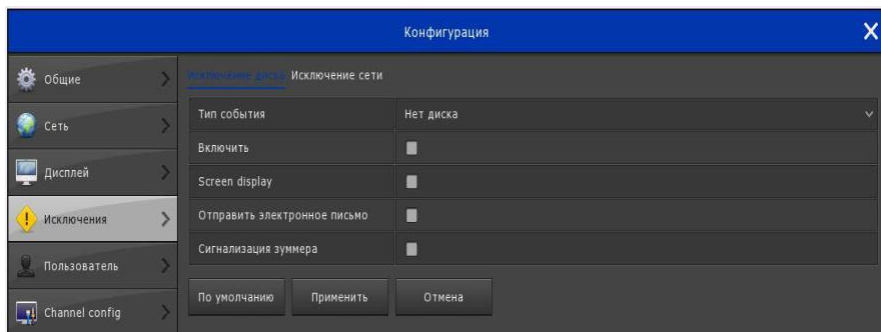 Конфигурация
X
Общие
Сеть
Дисплей
Исключения
Пользователь
Channel config
Исключение диска Исключение сети
Тип события Нет диска
Включить
Screen display
Отправить электронное письмо
Сигнализация зуммера
По умолчанию Применить Отмена